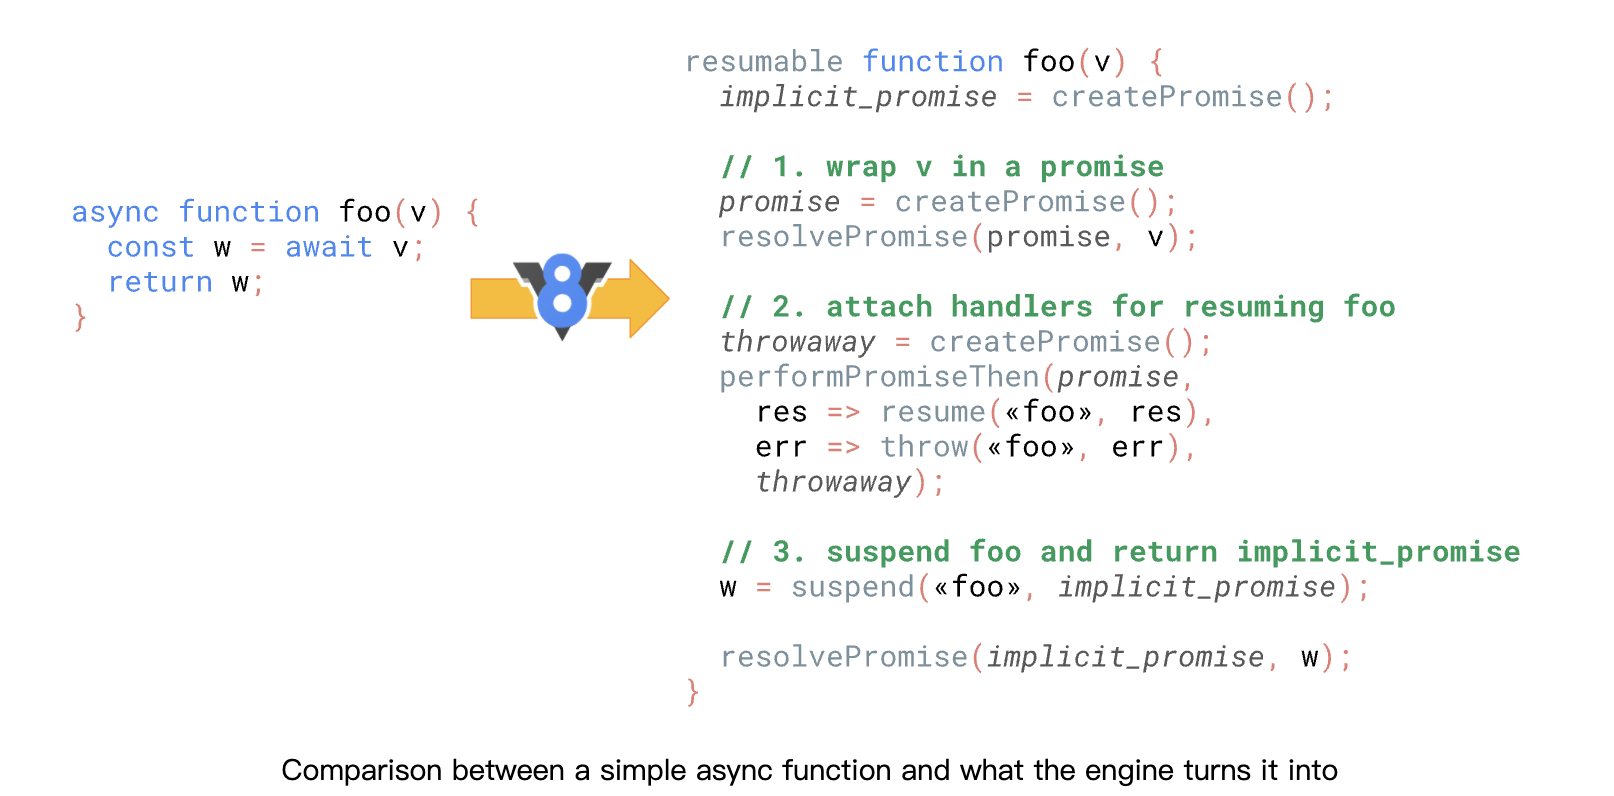 async function foo(v) {
const w = await v;
return w;
}
V8
resumable function foo(v) {
implicit_promise = createPromise();
// 1. wrap v in a promise
promise = createPromise();
resolvePromise(promise, v);
// 2. attach handlers for resuming foo
throwaway = createPromise();
performPromiseThen(promise,
res => resume(«foo», res),
err => throw(«foo», err),
throwaway);
// 3. suspend foo and return implicit_promise
w = suspend(«foo», implicit_promise);
resolvePromise(implicit_promise, w);
}
Comparison between a simple async function and what the engine turns it into